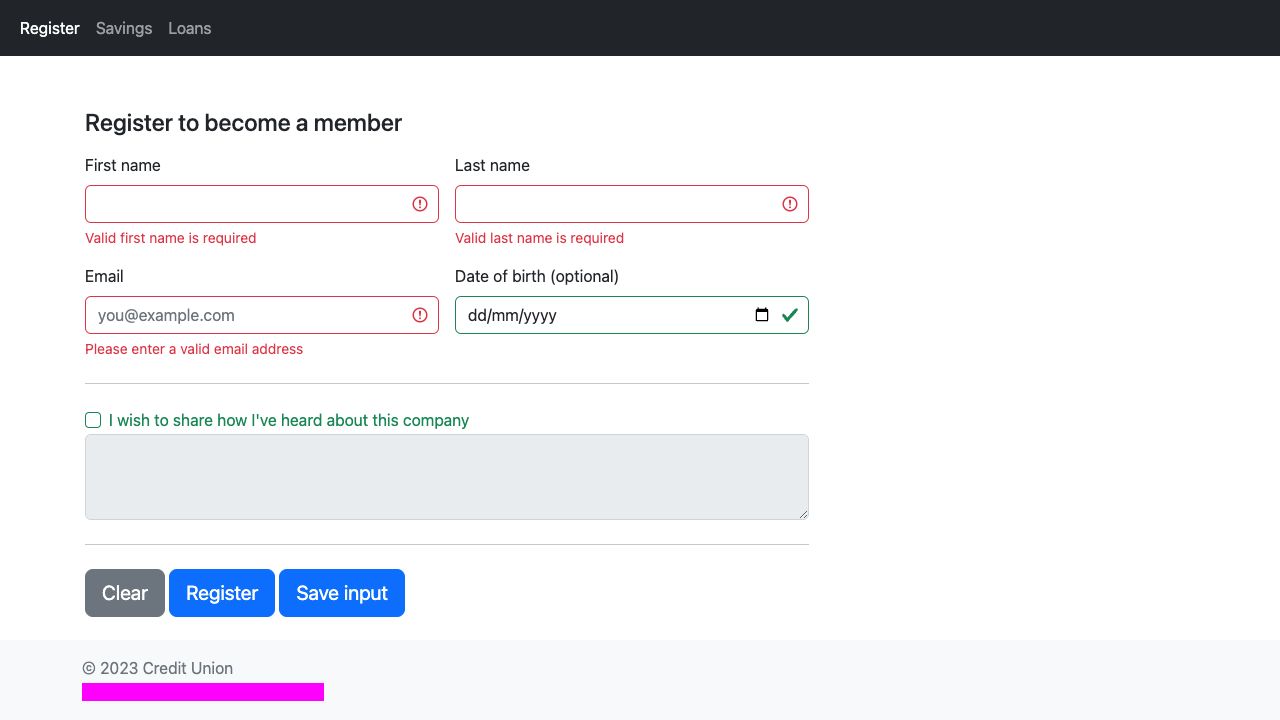 Register Savings Loans
Register to become a member
First name Last name
Valid first name is required Valid last name is required
Email Date of birth (optional)
you@example.com dd/mm/yyyy
Please enter a valid email address
I wish to share how I've heard about this company
Clear Register Save input
© 2023 Credit Union